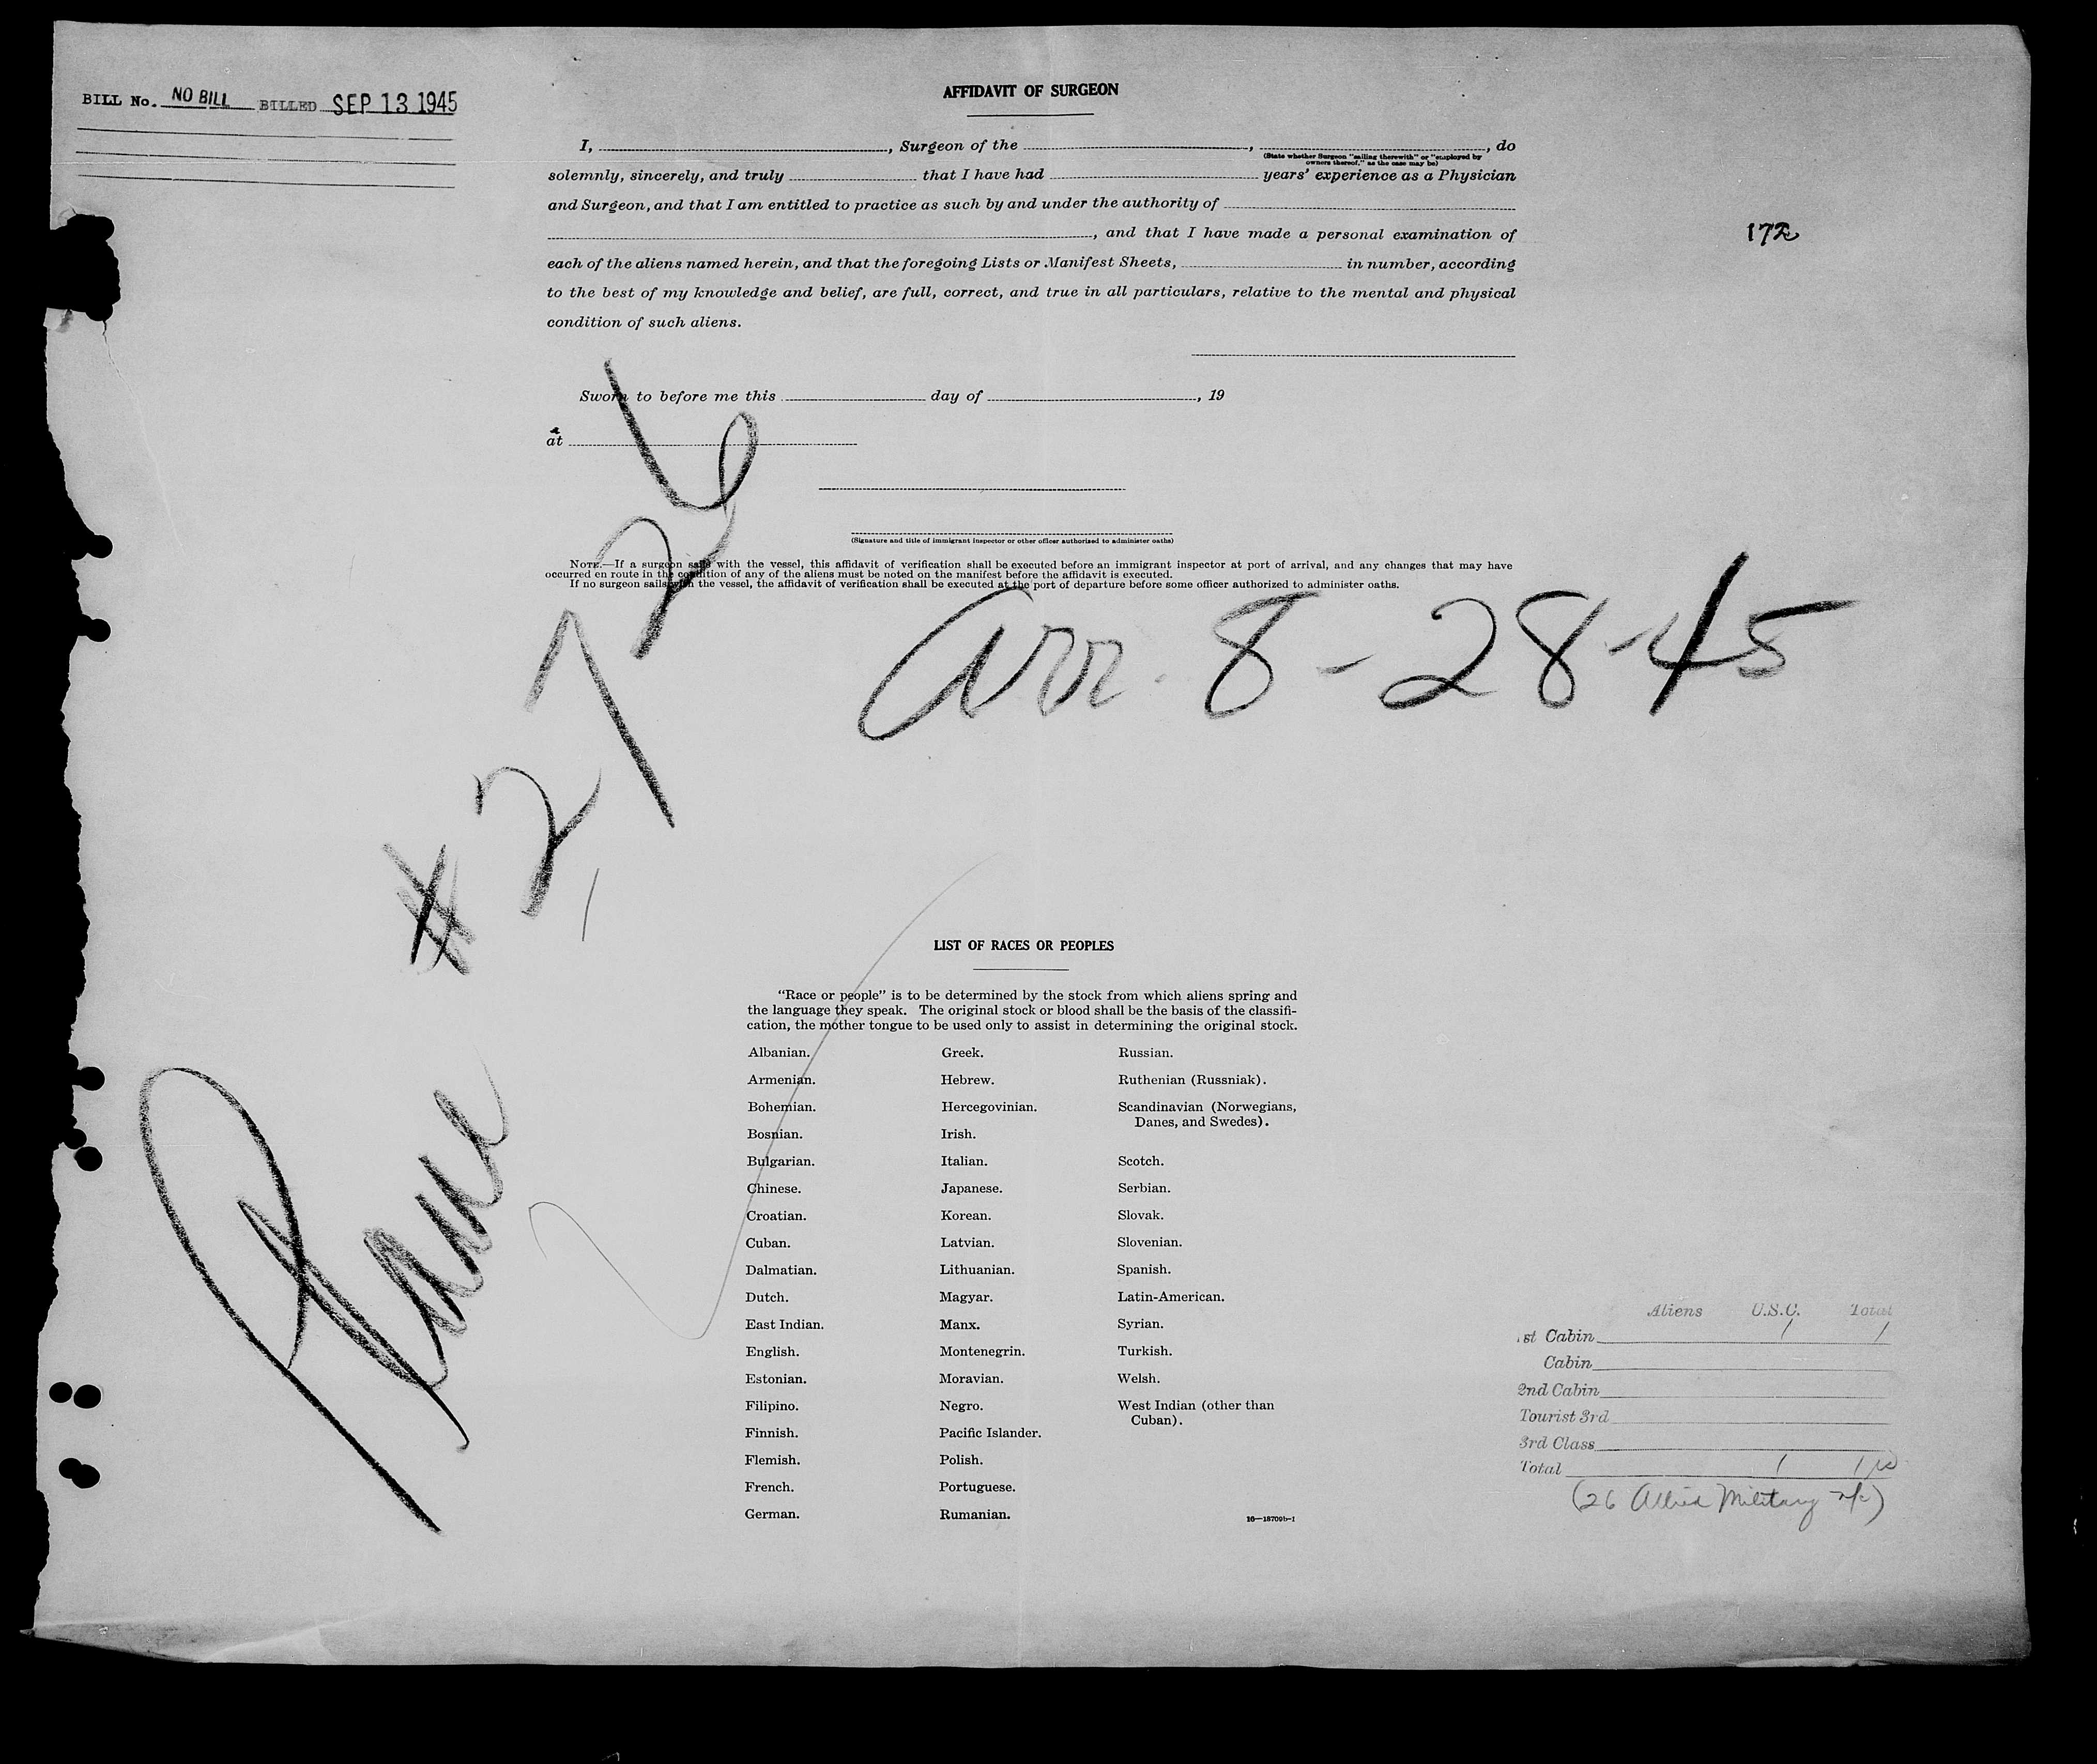 BILL No. NO BILL BILLED SEP 13 1945
AFFIDAVIT OF SURGEON
I, , Surgeon of the , , do
(State whether Surgeon "sailing therewith" or "employed by
owners thereof," as the case may be)
solemnly, sincerely, and truly that I have had years' experience as a Physician
and Surgeon, and that I am entitled to practice as such by and under the authority of
172
, and that I have made a personal examination of
each of the aliens named herein, and that the foregoing Lists or Manifest Sheets, in number, according
to the best of my knowledge and belief, are full, correct, and true in all particulars, relative to the mental and physical
condition of such aliens.
Sworn to before me this day of , 19
at
(Signature and title of immigrant inspector or other officer authorized to administer oaths)
NOTE.—If a surgeon sails with the vessel, this affidavit of verification shall be executed before an immigrant inspector at port of arrival, and any changes that may have
occurred en route in the condition of any of the aliens must be noted on the manifest before the affidavit is executed.
If no surgeon sails with the vessel, the affidavit of verification shall be executed at the port of departure before some officer authorized to administer oaths.
Arr. 8-28-45
Plane #2726
LIST OF RACES OR PEOPLES
"Race or people" is to be determined by the stock from which aliens spring and
the language they speak. The original stock or blood shall be the basis of the classifi-
cation, the mother tongue to be used only to assist in determining the original stock.
Albanian. Greek. Russian.
Armenian. Hebrew. Ruthenian (Russniak).
Bohemian. Hercegovinian. Scandinavian (Norwegians,
Danes, and Swedes).
Bosnian. Irish.
Bulgarian. Italian. Scotch.
Chinese. Japanese. Serbian.
Croatian. Korean. Slovak.
Cuban. Latvian. Slovenian.
Dalmatian. Lithuanian. Spanish.
Dutch. Magyar. Latin-American.
East Indian. Manx. Syrian.
English. Montenegrin. Turkish.
Estonian. Moravian. Welsh.
Filipino. Negro. West Indian (other than
Cuban).
Finnish. Pacific Islander.
Flemish. Polish.
French. Portuguese.
German. Rumanian.
16—18709b-1
Aliens U.S.C. Total
1st Cabin 1 1
Cabin
2nd Cabin
Tourist 3rd
3rd Class
Total 1 1
(26 Allied Military